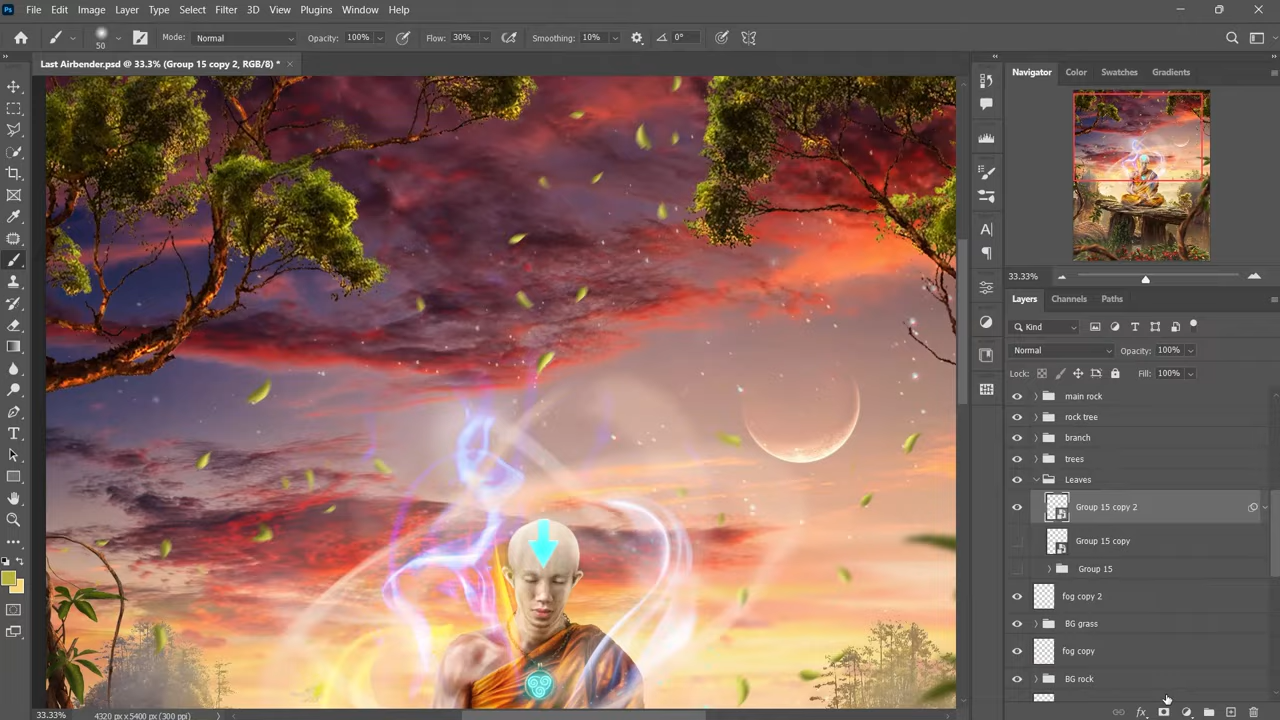 Ps File Edit Image Layer Type Select Filter 3D View Plugins Window Help
50 Mode: Normal Opacity: 100% Flow: 30% Smoothing: 10% 0°
Last Airbender.psd @ 33.3% (Group 15 copy 2, RGB/8) *
Navigator Color Swatches Gradients
33.33%
Layers Channels Paths
Kind
Normal Opacity: 100%
Lock: Fill: 100%
main rock
rock tree
branch
trees
Leaves
Group 15 copy 2
Group 15 copy
Group 15
fog copy 2
BG grass
fog copy
BG rock
33.33% 4320 px x 5400 px (300 ppi)